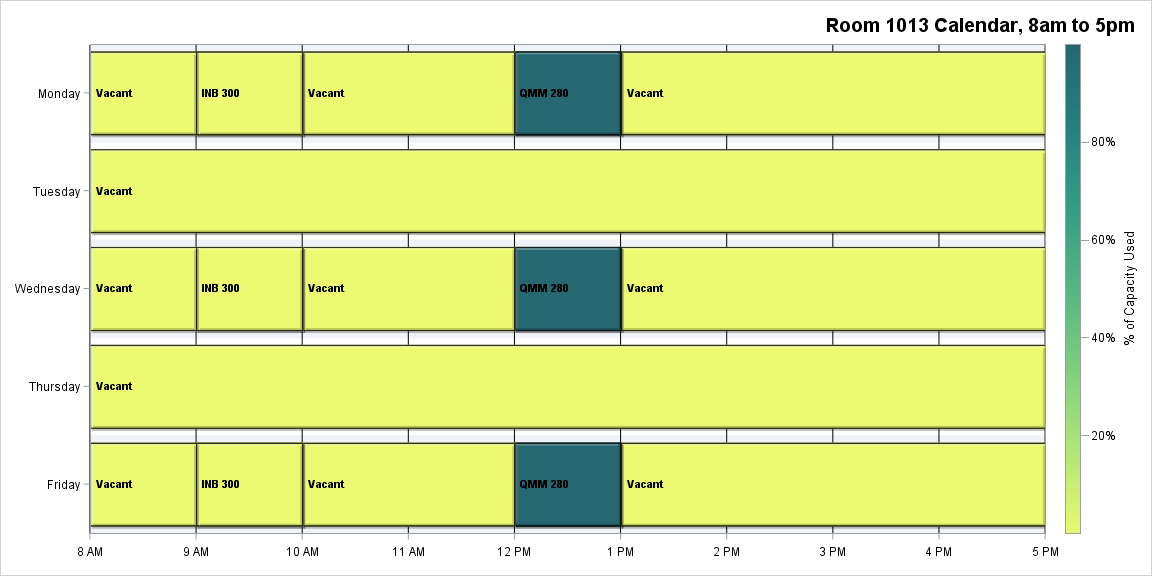 Room 1013 Calendar, 8am to 5pm
Monday
Vacant
INB 300
Vacant
QMM 280
Vacant
Tuesday
Vacant
Wednesday
Vacant
INB 300
Vacant
QMM 280
Vacant
Thursday
Vacant
Friday
Vacant
INB 300
Vacant
QMM 280
Vacant
8 AM
9 AM
10 AM
11 AM
12 PM
1 PM
2 PM
3 PM
4 PM
5 PM
80%
60%
40%
20%
% of Capacity Used